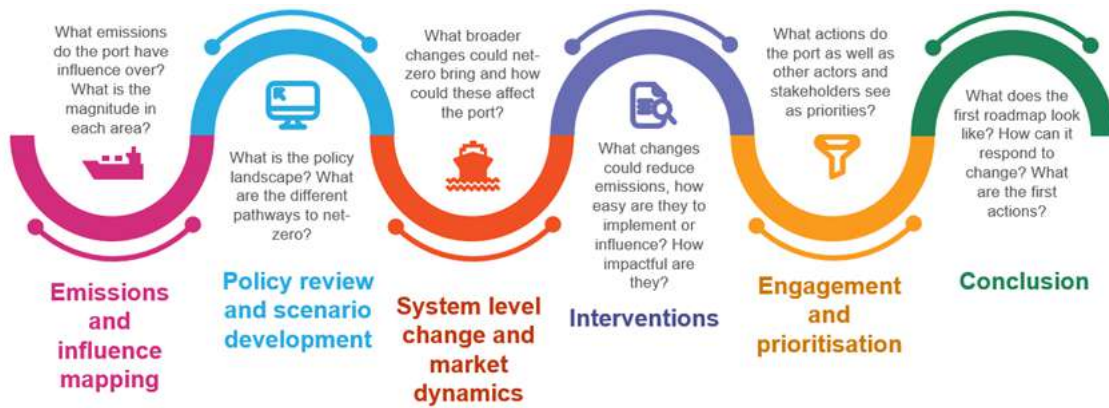 What emissions
do the port have
influence over?
What is the
magnitude in
each area?
Emissions
and
influence
mapping
What is the policy
landscape? What
are the different
pathways to net-
zero?
Policy review
and scenario
development
What broader
changes could net-
zero bring and how
could these affect
the port?
System level
change and
market
dynamics
What changes
could reduce
emissions, how
easy are they to
implement or
influence? How
impactful are
they?
Interventions
What actions do
the port as well as
other actors and
stakeholders see
as priorities?
Engagement
and
prioritisation
What does the
first roadmap look
like? How can it
respond to
change? What
are the first
actions?
Conclusion